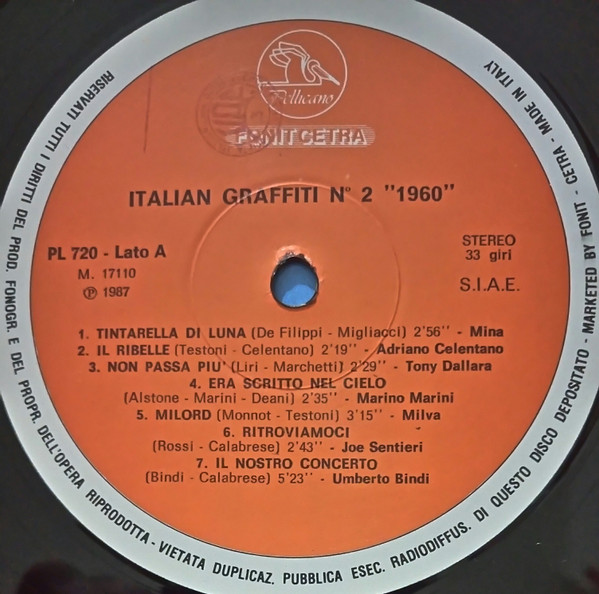 Pellicano
FONIT CETRA
ITALIAN GRAFFITI N° 2 "1960"
PL 720 - Lato A
M. 17110
℗ 1987
STEREO
33 giri
S.I.A.E.
1. TINTARELLA DI LUNA (De Filippi - Migliacci) 2'56" - Mina
2. IL RIBELLE (Testoni - Celentano) 2'19" - Adriano Celentano
3. NON PASSA PIU' (Liri - Marchetti) 2'29" - Tony Dallara
4. ERA SCRITTO NEL CIELO
(Alstone - Marini - Deani) 2'35" - Marino Marini
5. MILORD (Monnot - Testoni) 3'15" - Milva
6. RITROVIAMOCI
(Rossi - Calabrese) 2'43" - Joe Sentieri
7. IL NOSTRO CONCERTO
(Bindi - Calabrese) 5'23" - Umberto Bindi
RISERVATI TUTTI I DIRITTI DEL PROD. FONOGR. E DEL PROPR. DELL'OPERA RIPRODOTTA - VIETATA DUPLICAZ. PUBBLICA ESEC. RADIODIFFUS. DI QUESTO DISCO DEPOSITATO - MARKETED BY FONIT - CETRA - MADE IN ITALY